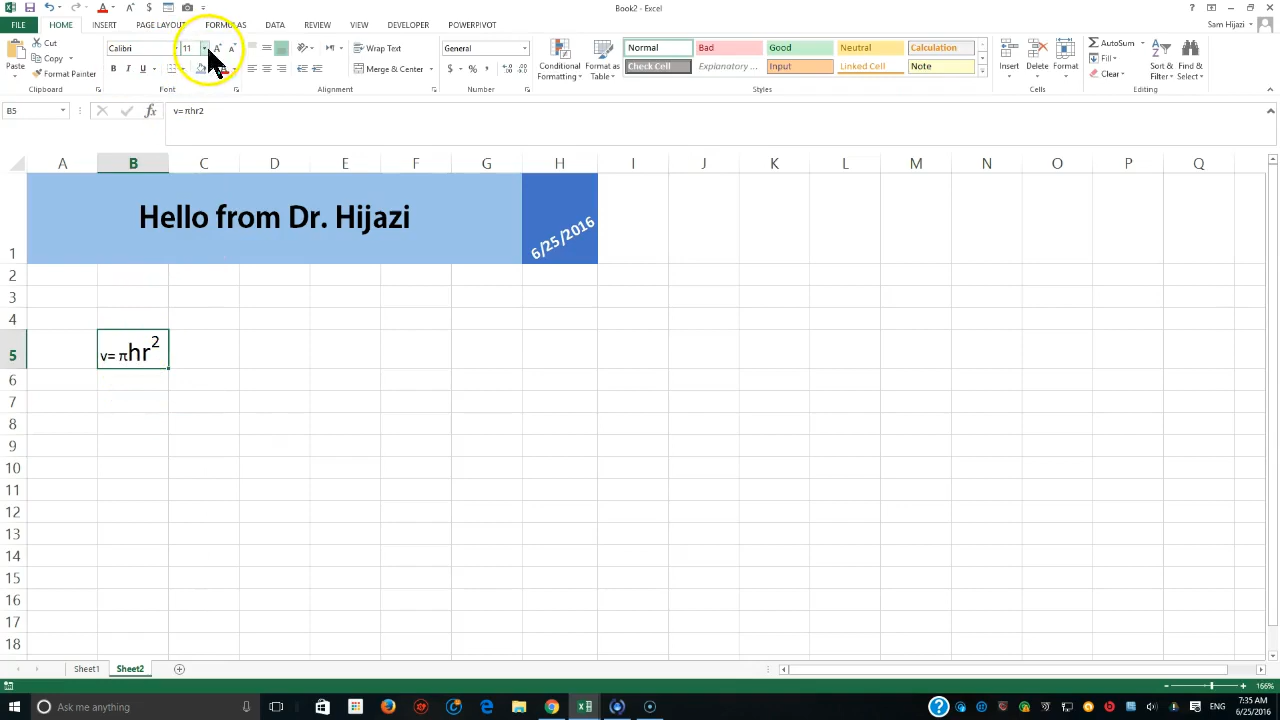 Book2 - Excel
FILE HOME INSERT PAGE LAYOUT FORMULAS DATA REVIEW VIEW DEVELOPER POWERPIVOT
Sam Hijazi
Paste
Cut
Copy
Format Painter
Clipboard
Calibri 11
B I U
Font
Wrap Text
Merge & Center
Alignment
General
$ % ,
Number
Conditional Formatting
Format as Table
Normal Bad Good Neutral Calculation
Check Cell Explanatory ... Input Linked Cell Note
Styles
Insert Delete Format
Cells
AutoSum
Fill
Clear
Sort & Filter
Find & Select
Editing
B5 fx v= πhr2
A B C D E F G H I J K L M N O P Q
1 Hello from Dr. Hijazi 6/25/2016
2
3
4
5 v= πhr²
6
7
8
9
10
11
12
13
14
15
16
17
18
Sheet1 Sheet2
166%
Ask me anything
ENG
7:35 AM
6/25/2016